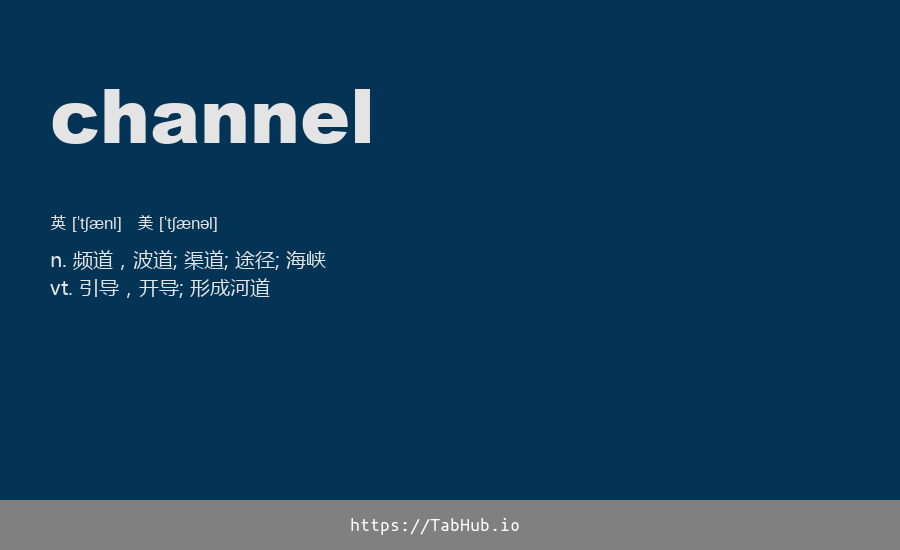 channel
英 [ˈtʃænl] 美 [ˈtʃænəl]
n. 频道，波道; 渠道; 途径; 海峡
vt. 引导，开导; 形成河道
https://TabHub.io